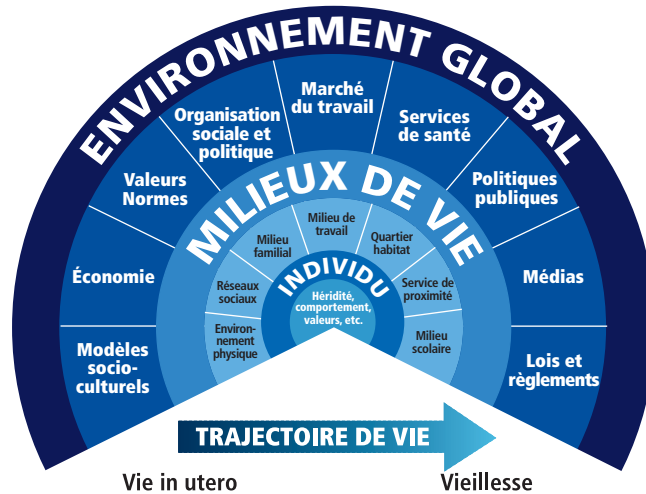 ENVIRONNEMENT GLOBAL
Modèles
socio-
culturels
Économie
Valeurs
Normes
Organisation
sociale et
politique
Marché
du travail
Services
de santé
Politiques
publiques
Médias
Lois et
règlements
MILIEUX DE VIE
Environ-
nement
physique
Réseaux
sociaux
Milieu
familial
Milieu de
travail
Quartier
habitat
Service de
proximité
Milieu
scolaire
INDIVIDU
Héridité,
comportement,
valeurs, etc.
TRAJECTOIRE DE VIE
Vie in utero
Vieillesse